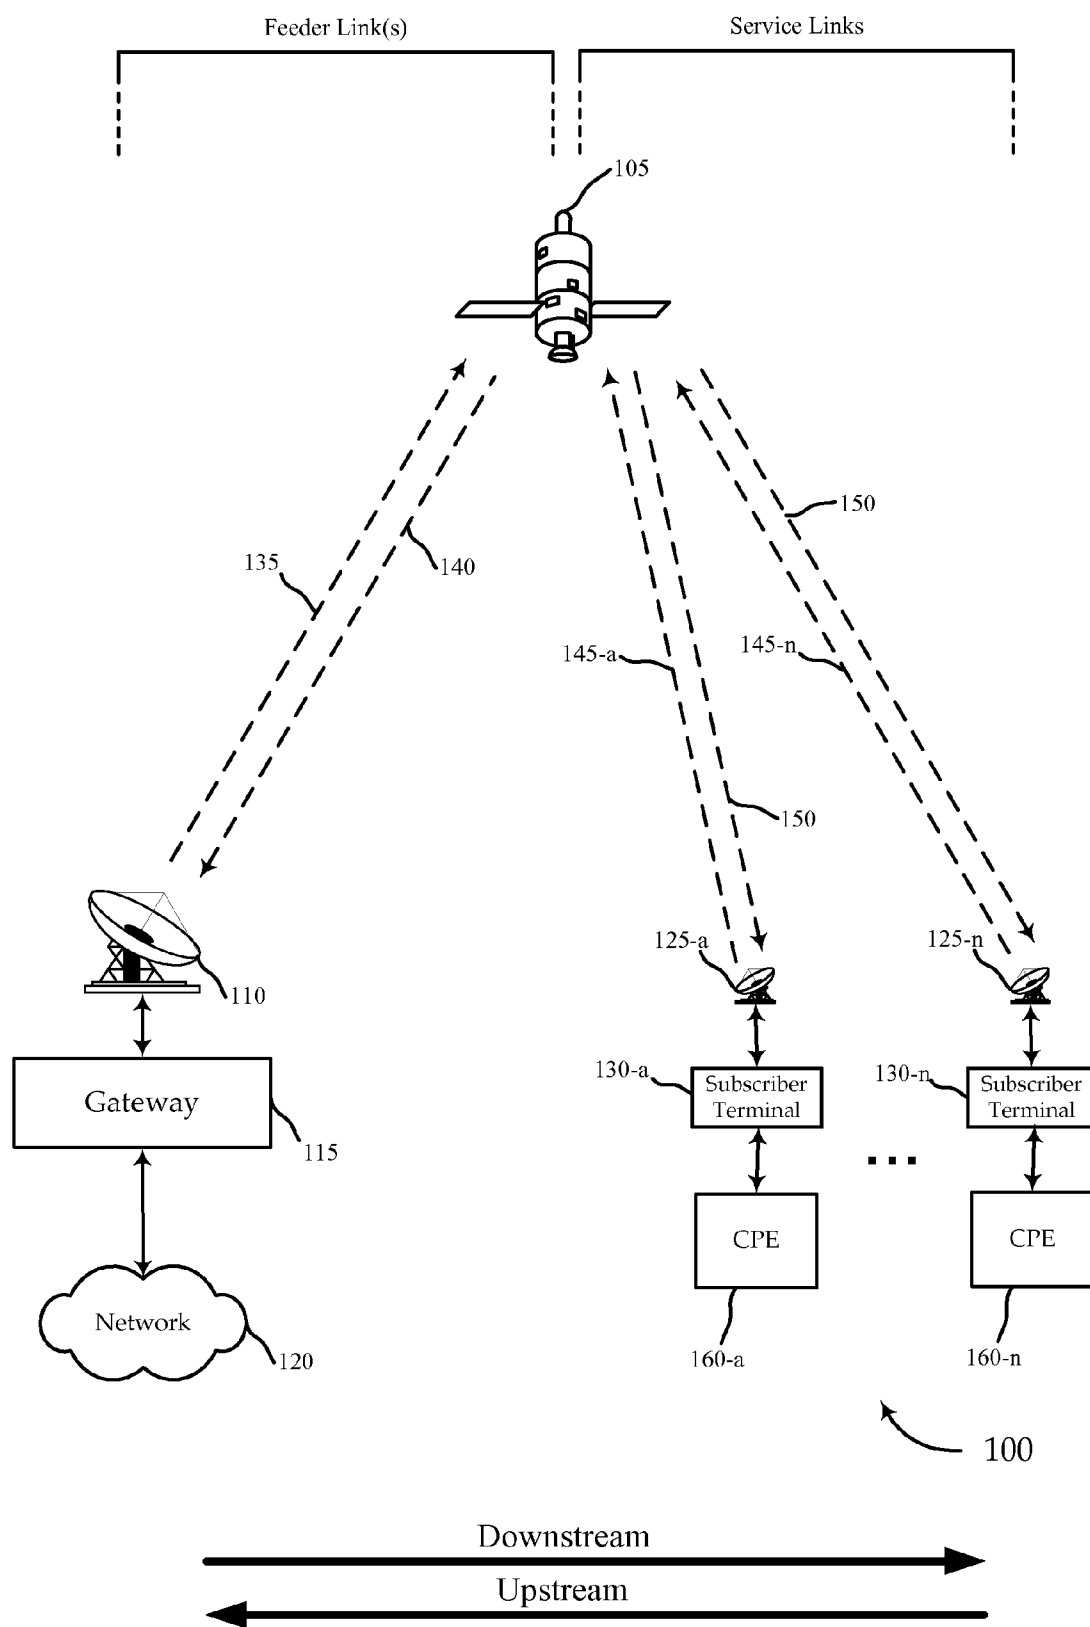 Feeder Link(s)
Service Links
105
150
135
140
145-a
145-n
150
125-a
125-n
110
130-a
Subscriber
Terminal
130-n
Subscriber
Terminal
Gateway
115
...
CPE
CPE
Network
120
160-a
160-n
100
Downstream
Upstream